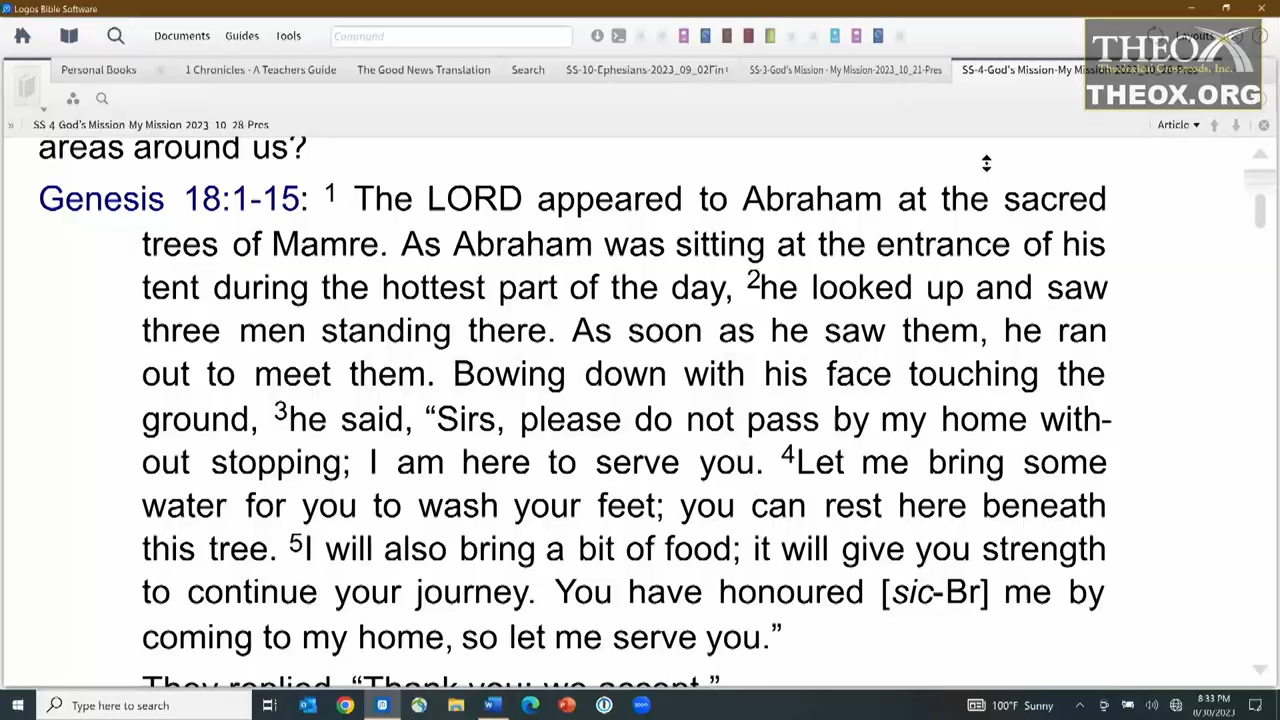 Logos Bible Software
Documents Guides Tools Command Layouts
THEOX
Theological Crossroads, Inc.
THEOX.ORG
Personal Books 1 Chronicles - A Teachers Guide The Good News Translation Search SS-10-Ephesians-2023_09_02Fin SS-3-God's Mission - My Mission-2023_10_21-Pres SS-4-God's Mission-My
SS 4 God's Mission My Mission 2023 10 28 Pres Article
areas around us?
Genesis 18:1-15: 1 The LORD appeared to Abraham at the sacred
trees of Mamre. As Abraham was sitting at the entrance of his
tent during the hottest part of the day, 2he looked up and saw
three men standing there. As soon as he saw them, he ran
out to meet them. Bowing down with his face touching the
ground, 3he said, “Sirs, please do not pass by my home with-
out stopping; I am here to serve you. 4Let me bring some
water for you to wash your feet; you can rest here beneath
this tree. 5I will also bring a bit of food; it will give you strength
to continue your journey. You have honoured [sic-Br] me by
coming to my home, so let me serve you.”
They replied, “Thank you; we accept.”
Type here to search 100°F Sunny 8:33 PM
8/30/2023